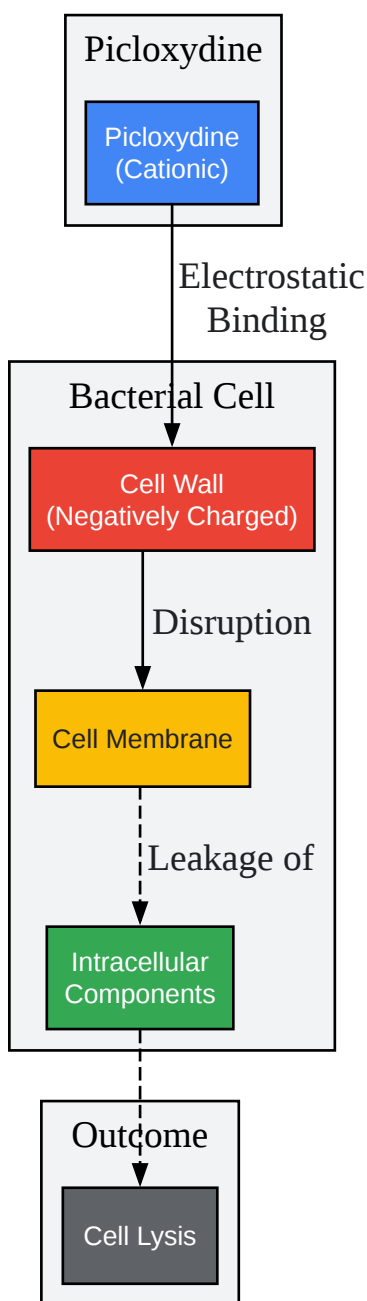 Picloxydine
Picloxydine
(Cationic)
Electrostatic
Binding
Bacterial Cell
Cell Wall
(Negatively Charged)
Disruption
Cell Membrane
Leakage of
Intracellular
Components
Outcome
Cell Lysis